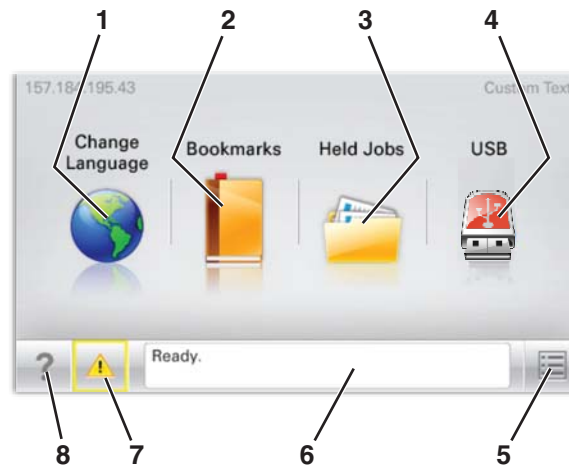 1 2 3 4
157.184.195.43 Custom Text
Change
Language
Bookmarks Held Jobs USB
? Ready.
8 7 6 5